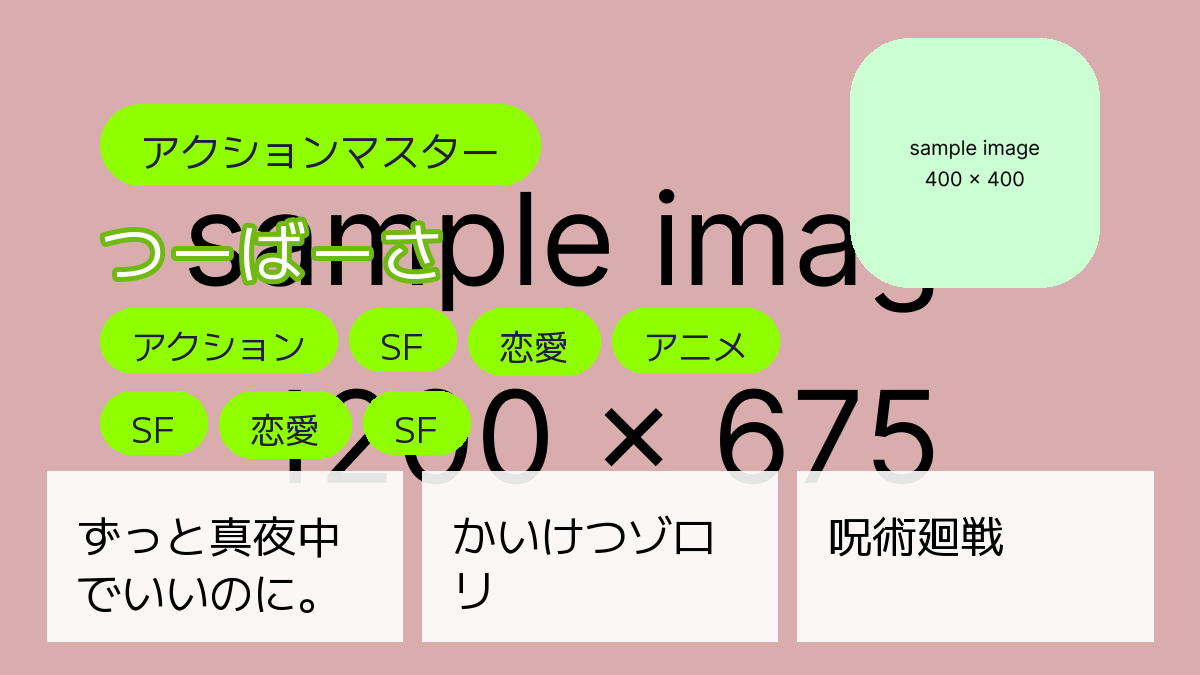 アクションマスター
sample image
400 × 400
sample imag
つーばーさ
アクション SF 恋愛 アニメ
1200 × 675
SF 恋愛 SF
ずっと真夜中
でいいのに。
かいけつゾロ
リ
呪術廻戦